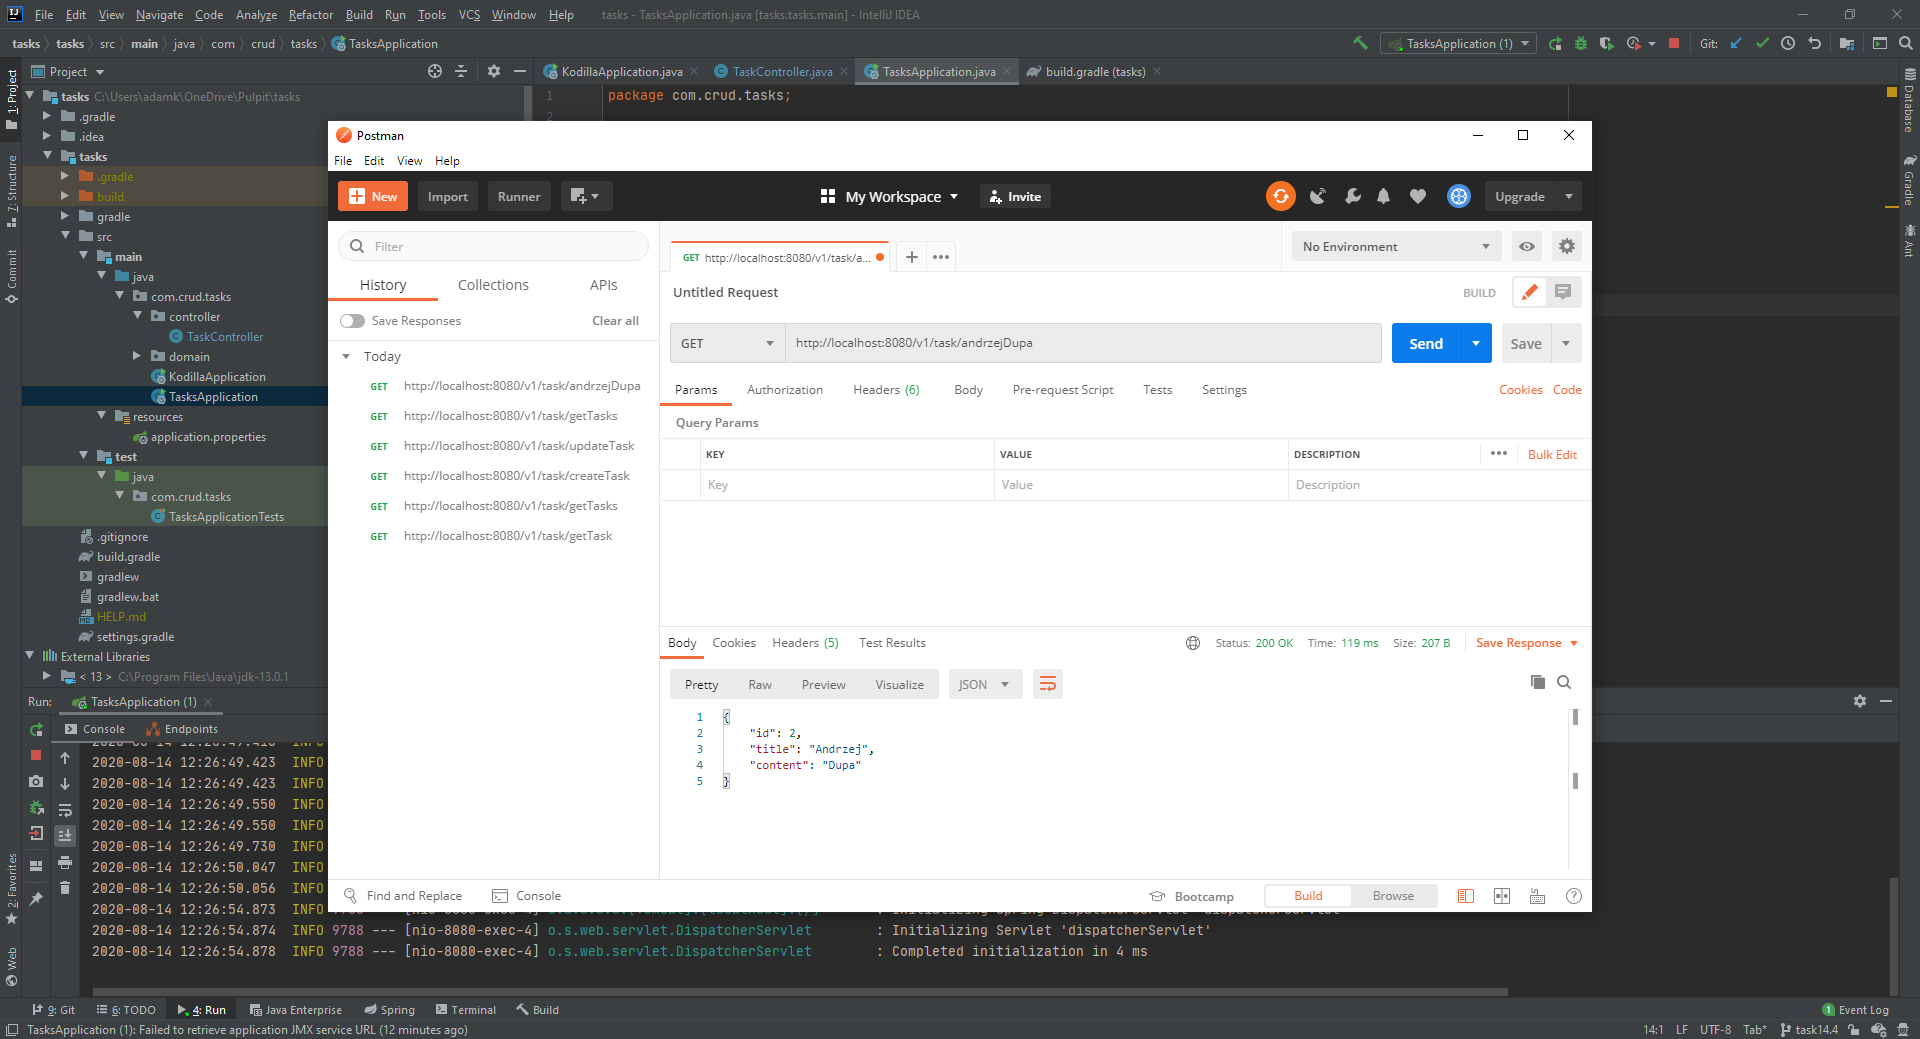 File Edit View Navigate Code Analyze Refactor Build Run Tools VCS Window Help tasks - TasksApplication.java [tasks.tasks.main] - IntelliJ IDEA
tasks tasks src main java com crud tasks TasksApplication
TasksApplication (1) Git:
Project
KodillaApplication.java TaskController.java TasksApplication.java build.gradle (tasks)
1: Project
7: Structure
Commit
2: Favorites
Web
Database
Gradle
Ant
tasks C:\Users\adamk\OneDrive\Pulpit\tasks
.gradle
.idea
tasks
.gradle
build
gradle
src
main
java
com.crud.tasks
controller
TaskController
domain
KodillaApplication
TasksApplication
resources
application.properties
test
java
com.crud.tasks
TasksApplicationTests
.gitignore
build.gradle
gradlew
gradlew.bat
HELP.md
settings.gradle
External Libraries
< 13 > C:\Program Files\Java\jdk-13.0.1
1 package com.crud.tasks;
2
Postman
File Edit View Help
New Import Runner My Workspace Invite Upgrade
Filter
History Collections APIs
Save Responses Clear all
Today
GET http://localhost:8080/v1/task/andrzejDupa
GET http://localhost:8080/v1/task/getTasks
GET http://localhost:8080/v1/task/updateTask
GET http://localhost:8080/v1/task/createTask
GET http://localhost:8080/v1/task/getTasks
GET http://localhost:8080/v1/task/getTask
GET http://localhost:8080/v1/task/a...
No Environment
Untitled Request BUILD
GET http://localhost:8080/v1/task/andrzejDupa Send Save
Params Authorization Headers (6) Body Pre-request Script Tests Settings Cookies Code
Query Params
KEY VALUE DESCRIPTION Bulk Edit
Key Value Description
Body Cookies Headers (5) Test Results Status: 200 OK Time: 119 ms Size: 207 B Save Response
Pretty Raw Preview Visualize JSON
1 {
2 "id": 2,
3 "title": "Andrzej",
4 "content": "Dupa"
5 }
Find and Replace Console Bootcamp Build Browse
Run: TasksApplication (1)
Console Endpoints
2020-08-14 12:26:49.423 INFO
2020-08-14 12:26:49.423 INFO
2020-08-14 12:26:49.550 INFO
2020-08-14 12:26:49.550 INFO
2020-08-14 12:26:49.730 INFO
2020-08-14 12:26:50.047 INFO
2020-08-14 12:26:50.056 INFO
2020-08-14 12:26:54.873 INFO
2020-08-14 12:26:54.874 INFO 9788 --- [nio-8080-exec-4] o.s.web.servlet.DispatcherServlet : Initializing Servlet 'dispatcherServlet'
2020-08-14 12:26:54.878 INFO 9788 --- [nio-8080-exec-4] o.s.web.servlet.DispatcherServlet : Completed initialization in 4 ms
9: Git 6: TODO 4: Run Java Enterprise Spring Terminal Build 1 Event Log
TasksApplication (1): Failed to retrieve application JMX service URL (12 minutes ago) 14:1 LF UTF-8 Tab* task14.4